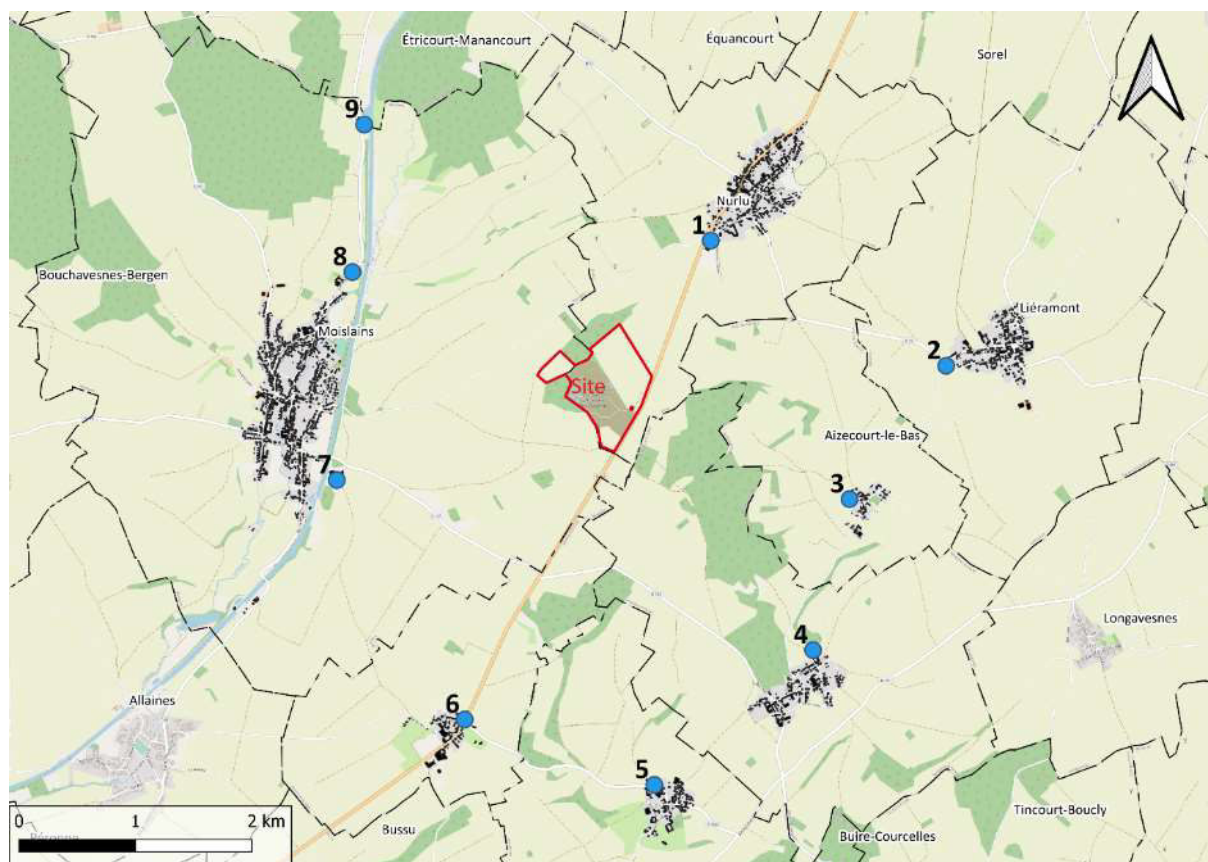 Étricourt-Manancourt
Équancourt
Sorel
9
Nurlu
1
8
Bouchavesnes-Bergen
Moislains
Liéramont
2
Site
Aizecourt-le-Bas
7
3
Longavesnes
4
Allaines
6
5
0 1 2 km
Péronne
Bussu
Buire-Courcelles
Tincourt-Boucly